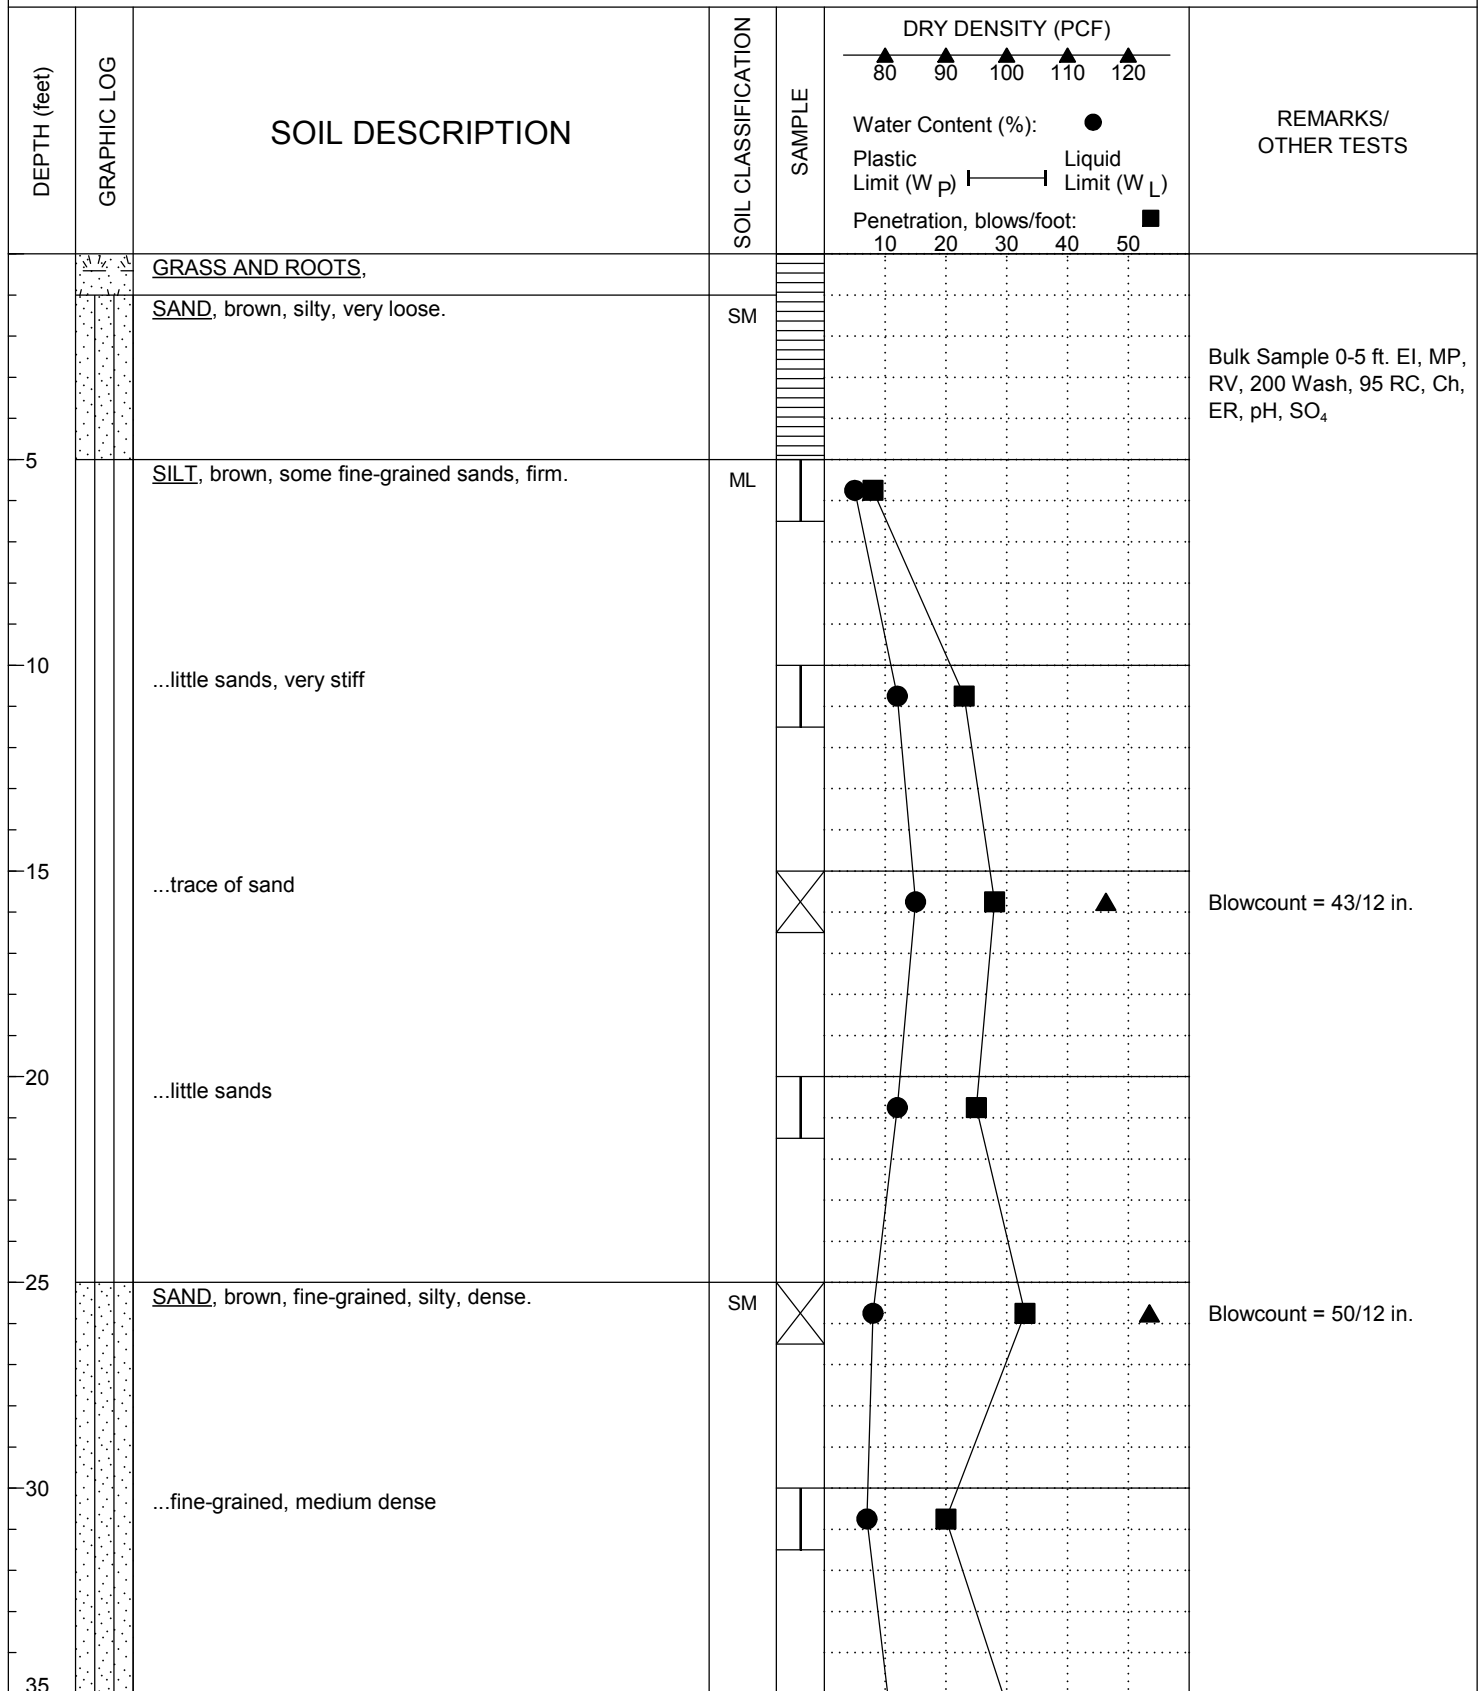 DEPTH (feet)
GRAPHIC LOG
SOIL DESCRIPTION
SOIL CLASSIFICATION
SAMPLE
DRY DENSITY (PCF)
80 90 100 110 120
Water Content (%):
Plastic Limit (W P)
Liquid Limit (W L)
Penetration, blows/foot:
10 20 30 40 50
REMARKS/
OTHER TESTS
GRASS AND ROOTS,
SAND, brown, silty, very loose.
SM
Bulk Sample 0-5 ft. EI, MP,
RV, 200 Wash, 95 RC, Ch,
ER, pH, SO₄
5
SILT, brown, some fine-grained sands, firm.
ML
10
...little sands, very stiff
15
...trace of sand
Blowcount = 43/12 in.
20
...little sands
25
SAND, brown, fine-grained, silty, dense.
SM
Blowcount = 50/12 in.
30
...fine-grained, medium dense
35